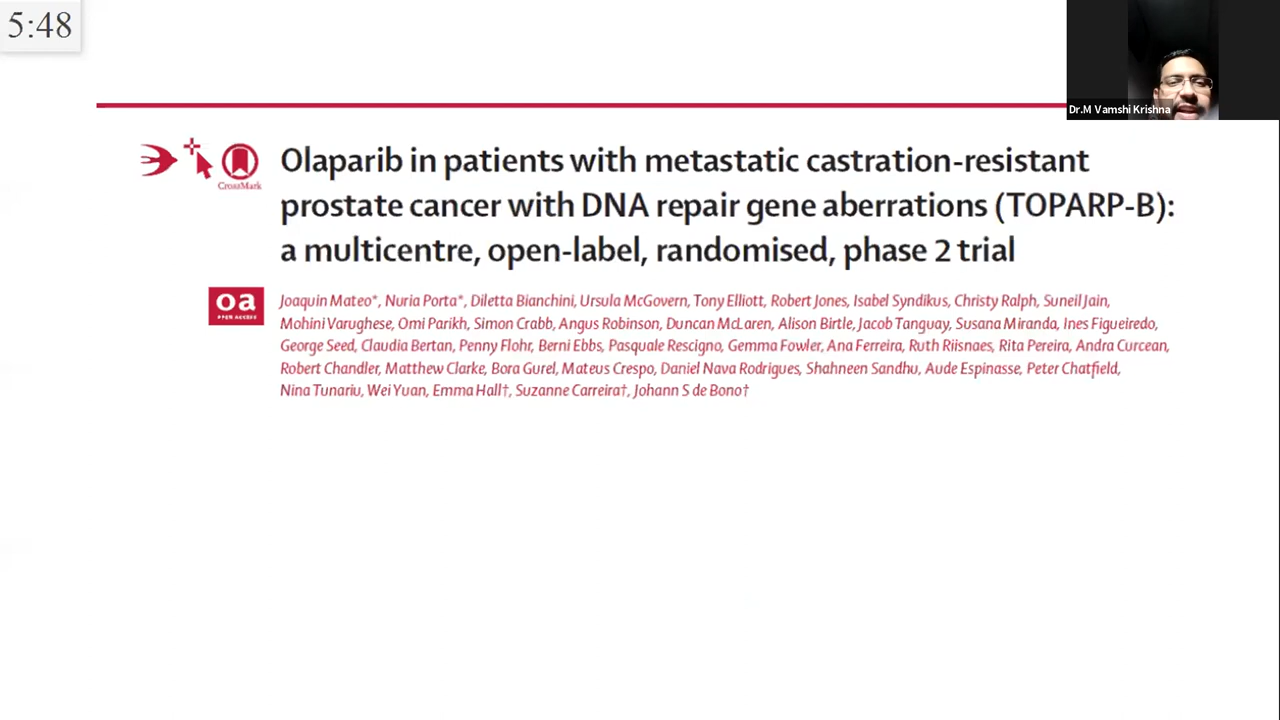 5:48
Dr.M Vamshi Krishna
CrossMark
Olaparib in patients with metastatic castration-resistant
prostate cancer with DNA repair gene aberrations (TOPARP-B):
a multicentre, open-label, randomised, phase 2 trial
oa
OPEN ACCESS
Joaquin Mateo*, Nuria Porta*, Diletta Bianchini, Ursula McGovern, Tony Elliott, Robert Jones, Isabel Syndikus, Christy Ralph, Suneil Jain,
Mohini Varughese, Omi Parikh, Simon Crabb, Angus Robinson, Duncan McLaren, Alison Birtle, Jacob Tanguay, Susana Miranda, Ines Figueiredo,
George Seed, Claudia Bertan, Penny Flohr, Berni Ebbs, Pasquale Rescigno, Gemma Fowler, Ana Ferreira, Ruth Riisnaes, Rita Pereira, Andra Curcean,
Robert Chandler, Matthew Clarke, Bora Gurel, Mateus Crespo, Daniel Nava Rodrigues, Shahneen Sandhu, Aude Espinasse, Peter Chatfield,
Nina Tunariu, Wei Yuan, Emma Hall†, Suzanne Carreira†, Johann S de Bono†